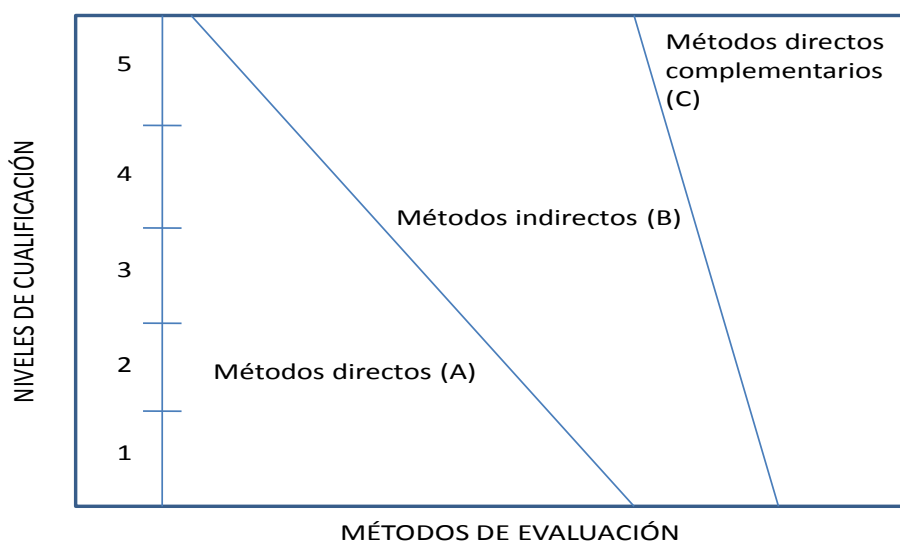 NIVELES DE CUALIFICACIÓN
5
4
3
2
1
Métodos directos
complementarios
(C)
Métodos indirectos (B)
Métodos directos (A)
MÉTODOS DE EVALUACIÓN